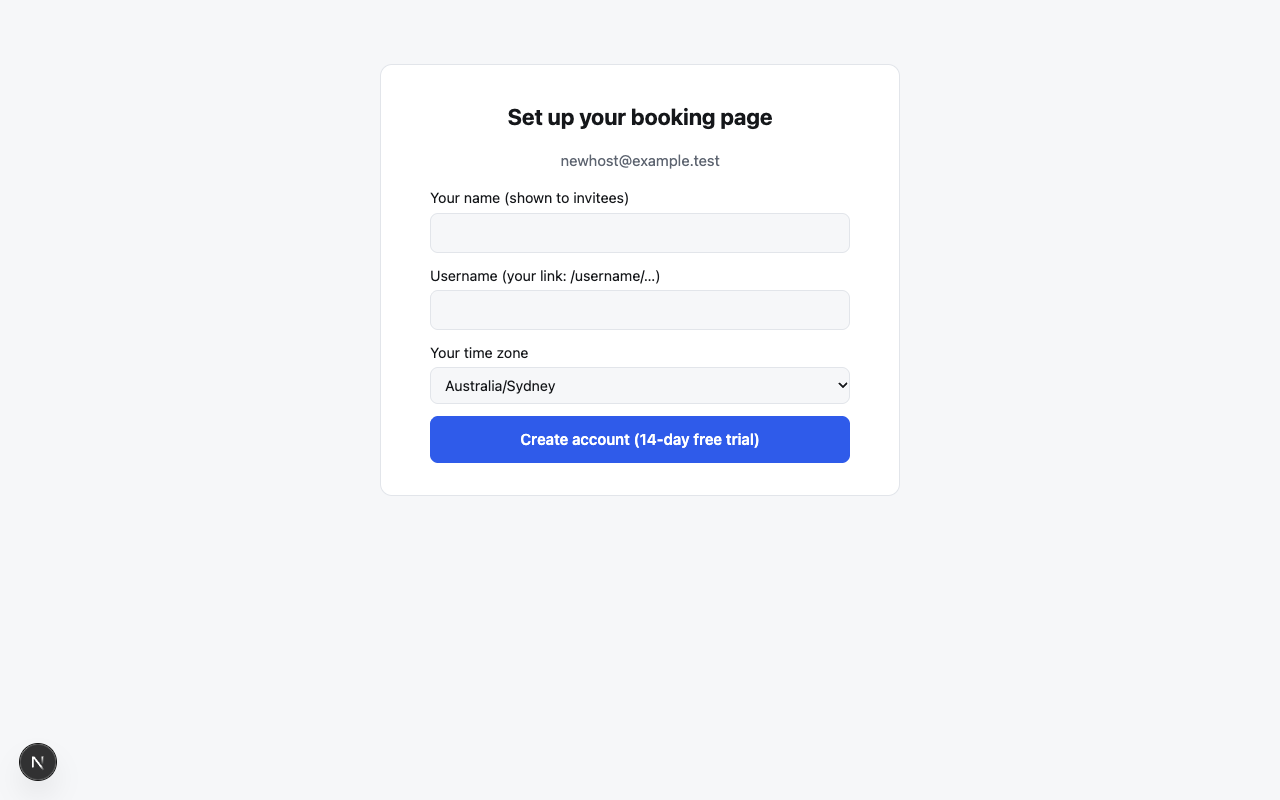 Set up your booking page
newhost@example.test
Your name (shown to invitees)
Username (your link: /username/...)
Your time zone
Australia/Sydney
Create account (14-day free trial)
N